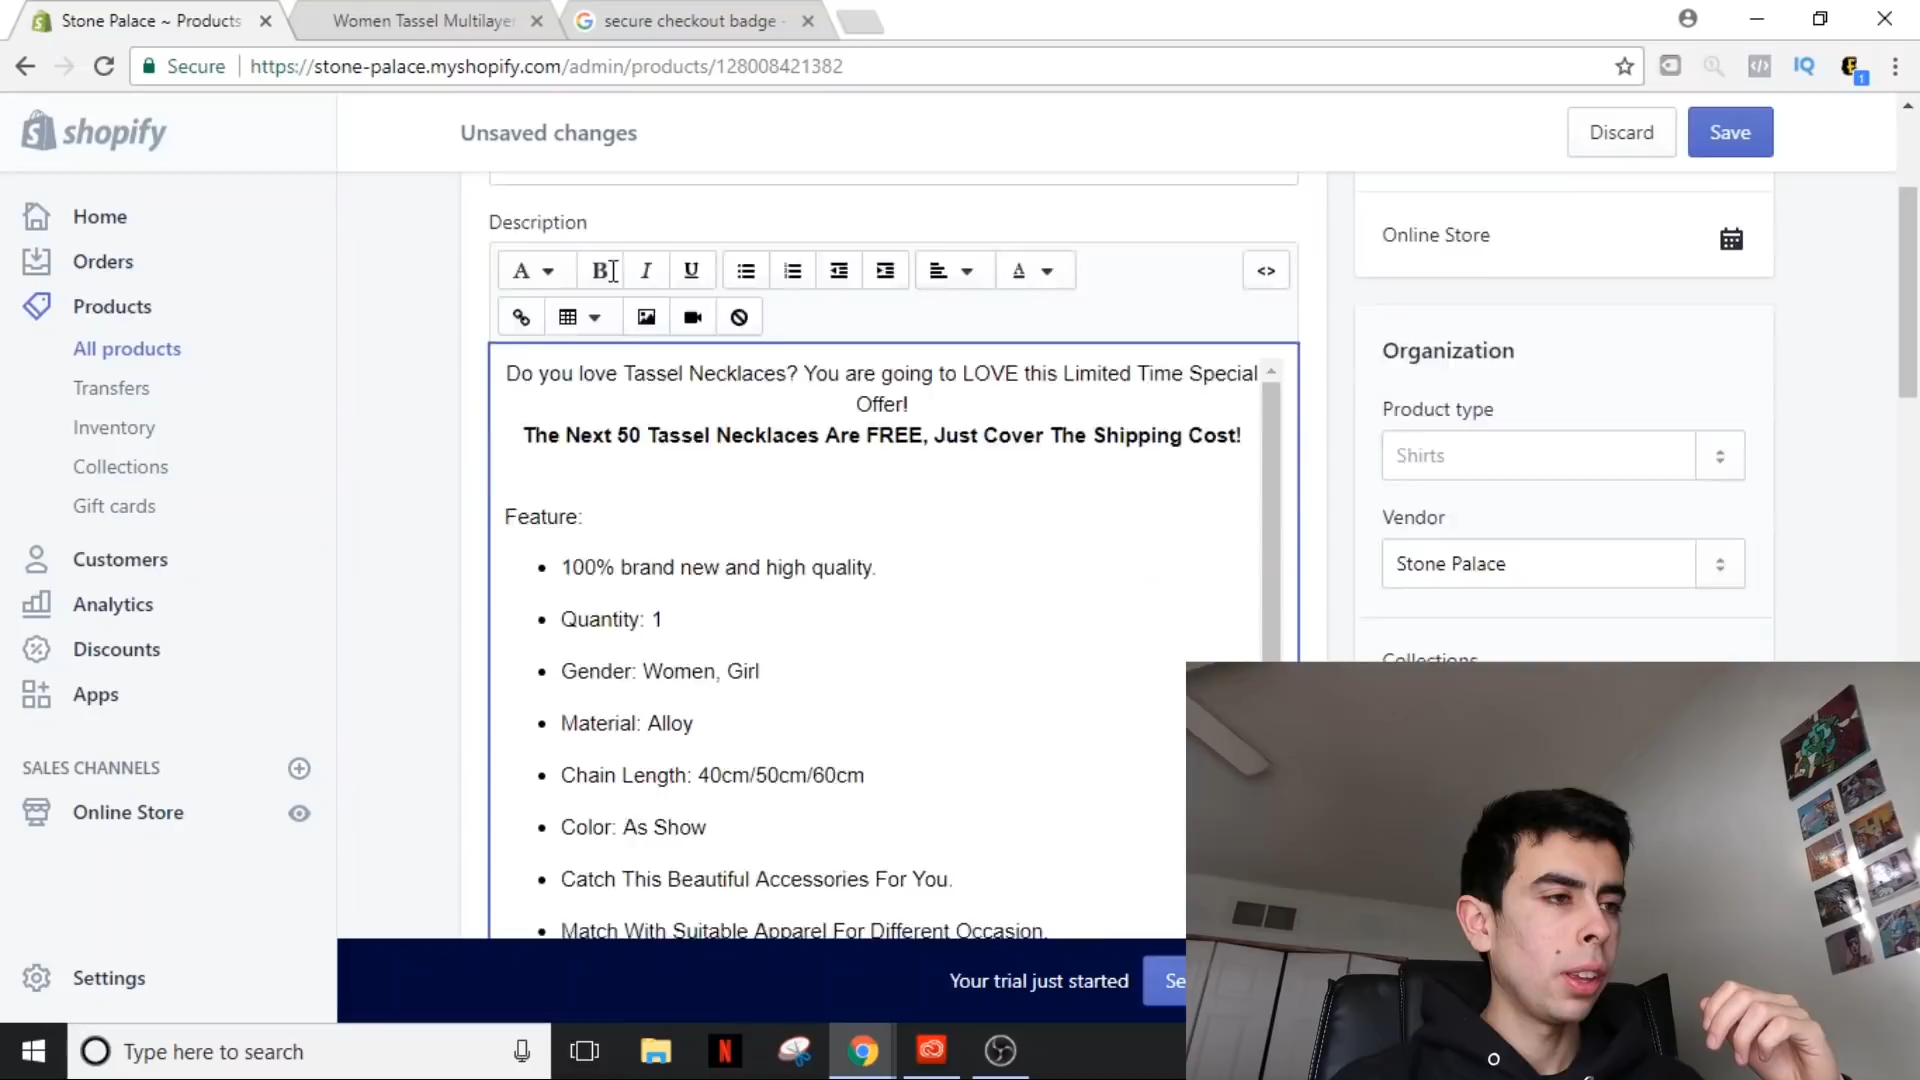 Stone Palace ~ Products
Women Tassel Multilayer
secure checkout badge -
Secure
https://stone-palace.myshopify.com/admin/products/128008421382
IQ
1
shopify
Unsaved changes
Discard
Save
Home
Orders
Products
All products
Transfers
Inventory
Collections
Gift cards
Customers
Analytics
Discounts
Apps
SALES CHANNELS
Online Store
Settings
Description
A
B
I
U
A
<>
Do you love Tassel Necklaces? You are going to LOVE this Limited Time Special
Offer!
The Next 50 Tassel Necklaces Are FREE, Just Cover The Shipping Cost!
Feature:
100% brand new and high quality.
Quantity: 1
Gender: Women, Girl
Material: Alloy
Chain Length: 40cm/50cm/60cm
Color: As Show
Catch This Beautiful Accessories For You.
Match With Suitable Apparel For Different Occasion.
Online Store
Organization
Product type
Shirts
Vendor
Stone Palace
Collections
Your trial just started
Se
Type here to search
N